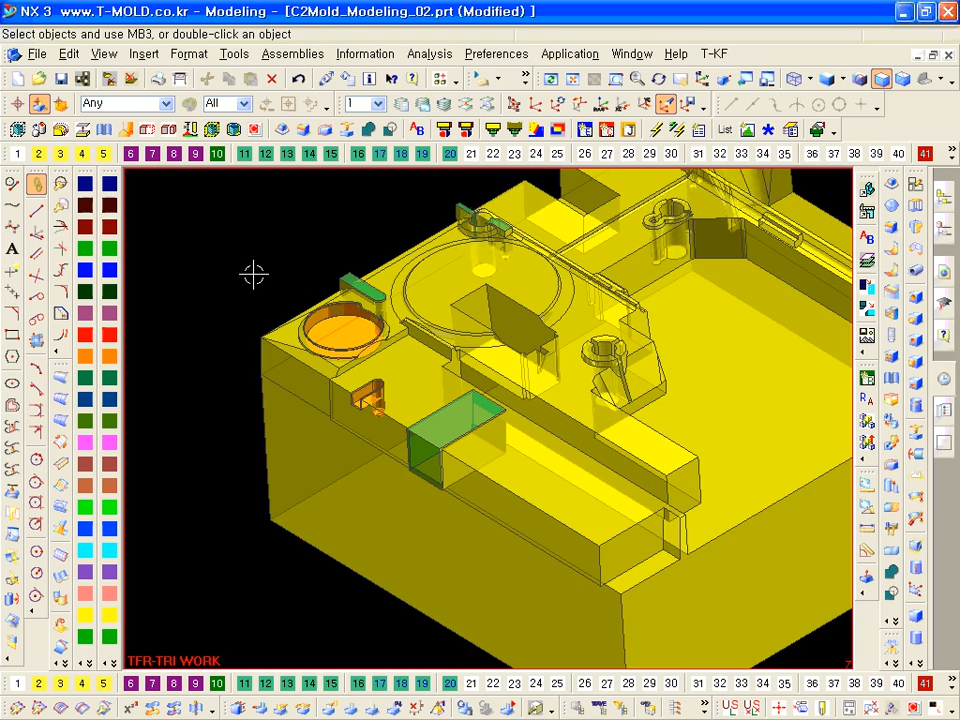 NX 3 www.T-MOLD.co.kr - Modeling - [C2Mold_Modeling_02.prt (Modified) ]
Select objects and use MB3, or double-click an object
File Edit View Insert Format Tools Assemblies Information Analysis Preferences Application Window Help T-KF
Any All 1
List
1 2 3 4 5 6 7 8 9 10 11 12 13 14 15 16 17 18 19 20 21 22 23 24 25 26 27 28 29 30 31 32 33 34 35 36 37 38 39 40 41
TFR-TRI WORK
1 2 3 4 5 6 7 8 9 10 11 12 13 14 15 16 17 18 19 20 21 22 23 24 25 26 27 28 29 30 31 32 33 34 35 36 37 38 39 40 41